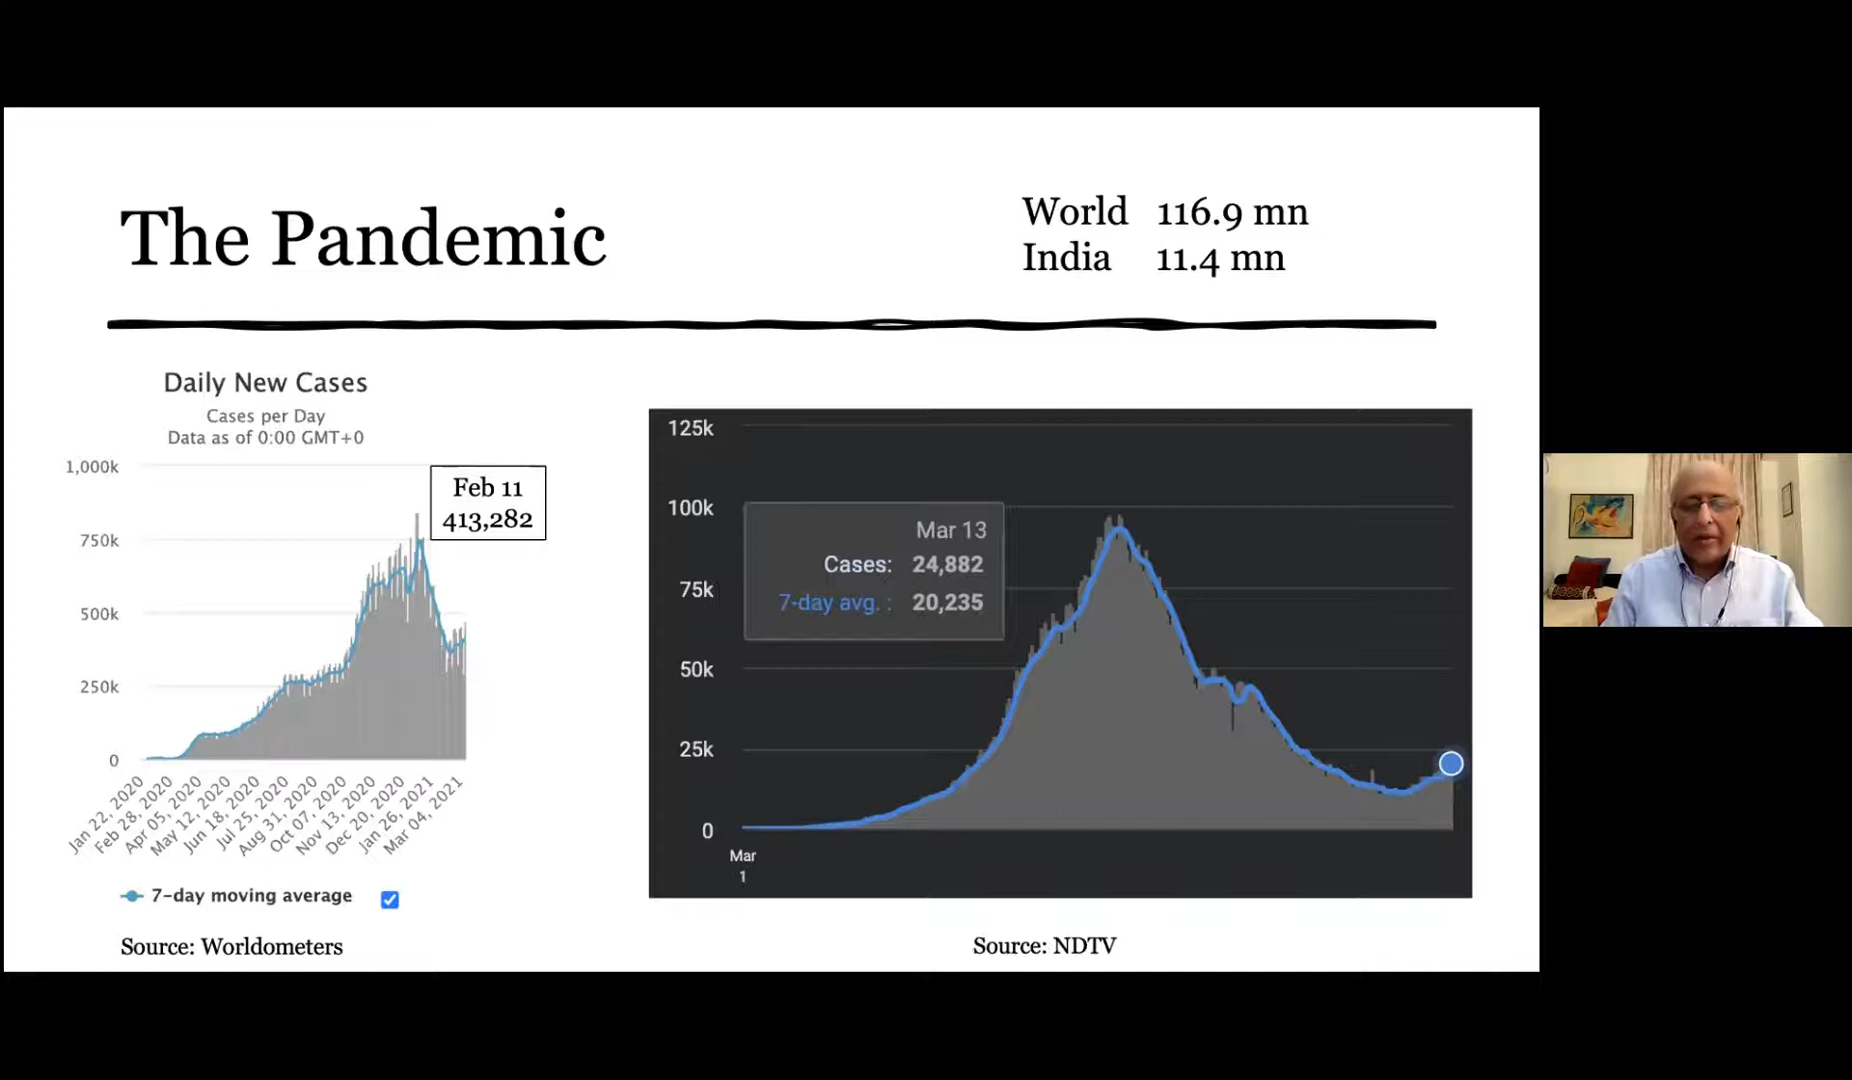 The Pandemic
World 116.9 mn
India 11.4 mn
Daily New Cases
Cases per Day
Data as of 0:00 GMT+0
1,000k
750k
500k
250k
0
Feb 11
413,282
Jan 22, 2020
Feb 28, 2020
Apr 05, 2020
May 12, 2020
Jun 18, 2020
Jul 25, 2020
Aug 31, 2020
Oct 07, 2020
Nov 13, 2020
Dec 20, 2020
Jan 26, 2021
Mar 04, 2021
7-day moving average
Source: Worldometers
125k
100k
75k
50k
25k
0
Mar 13
Cases: 24,882
7-day avg. : 20,235
Mar
1
Source: NDTV